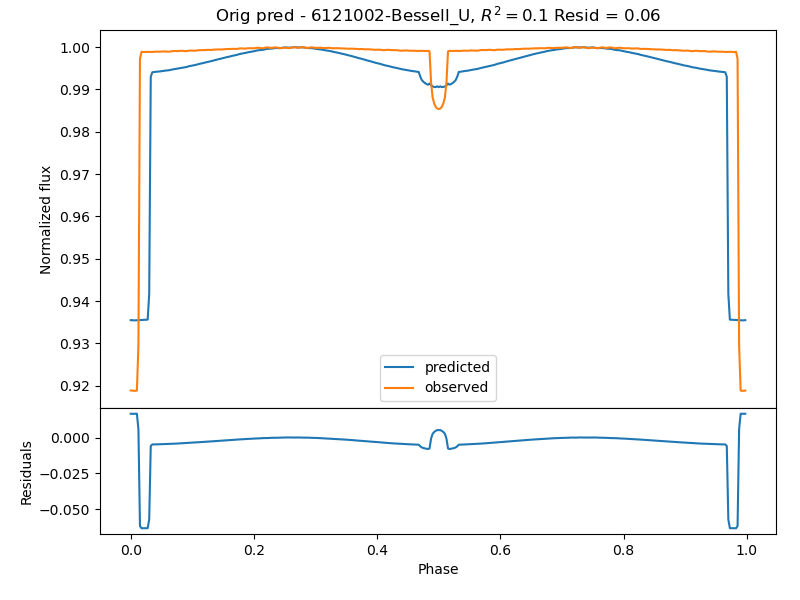 Orig pred - 6121002-Bessell_U, R² = 0.1 Resid = 0.06
1.00
0.99
0.98
0.97
0.96
0.95
0.94
0.93
0.92
Normalized flux
predicted
observed
0.000
−0.025
−0.050
Residuals
0.0 0.2 0.4 0.6 0.8 1.0
Phase